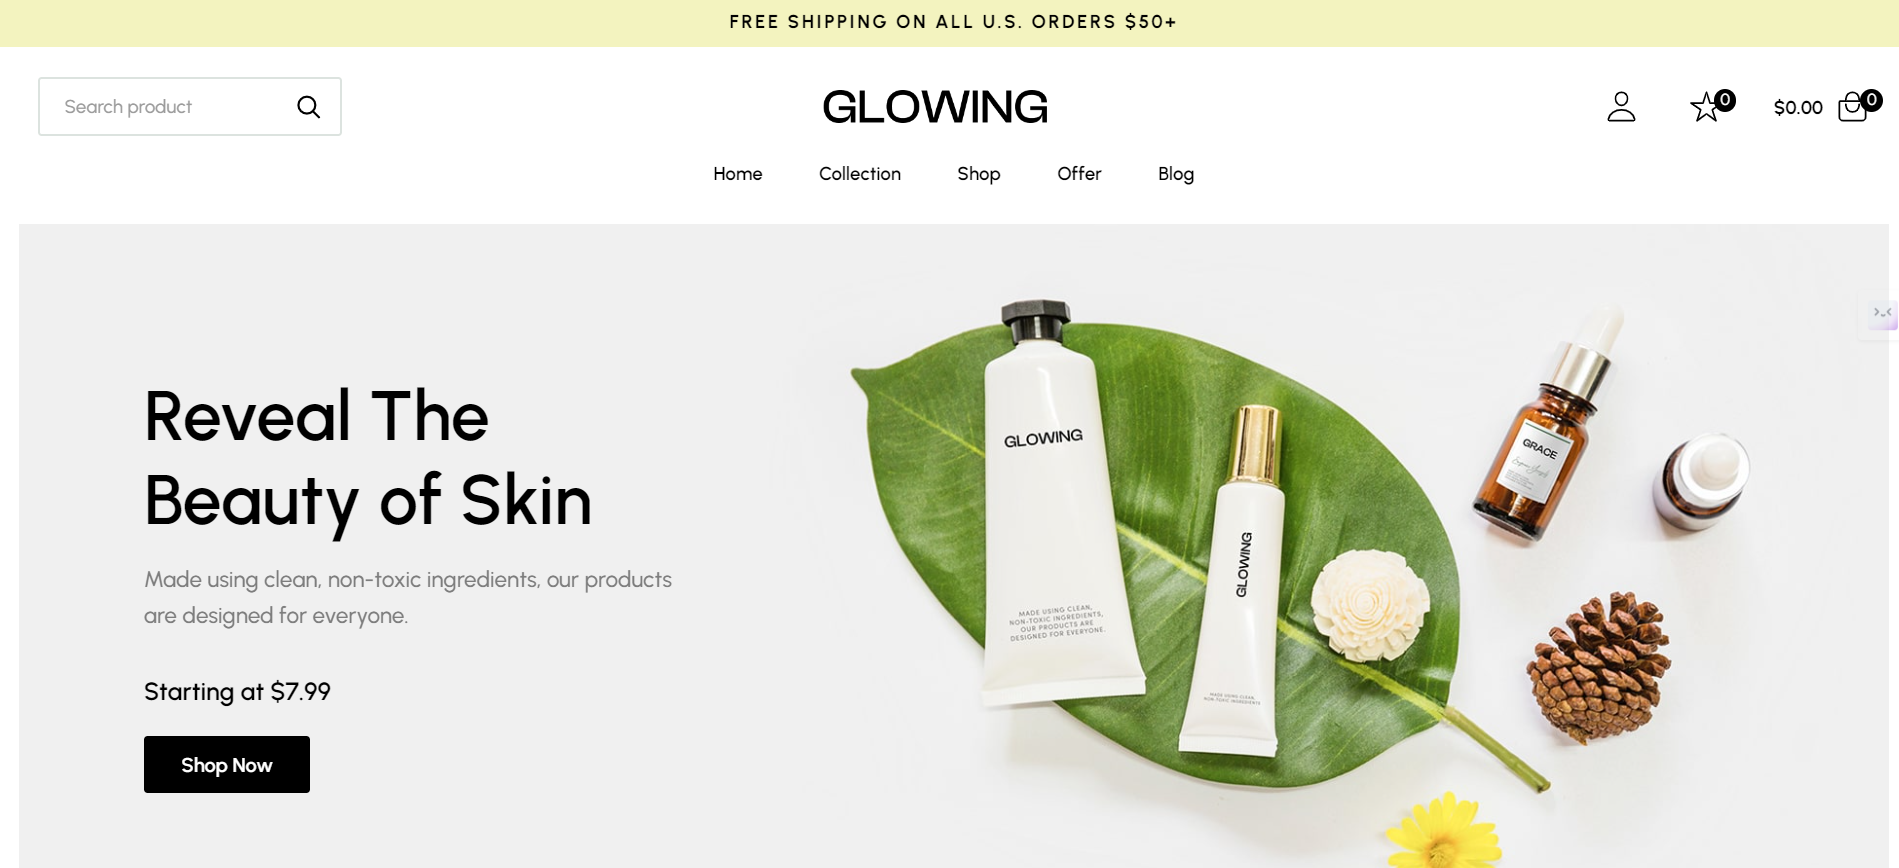 FREE SHIPPING ON ALL U.S. ORDERS $50+
Search product
GLOWING
0
$0.00
0
Home
Collection
Shop
Offer
Blog
Reveal The
Beauty of Skin
Made using clean, non-toxic ingredients, our products
are designed for everyone.
Starting at $7.99
Shop Now
GLOWING
MADE USING CLEAN,
NON-TOXIC INGREDIENTS,
OUR PRODUCTS ARE
DESIGNED FOR EVERYONE.
GLOWING
MADE USING CLEAN,
NON-TOXIC INGREDIENTS
GRACE